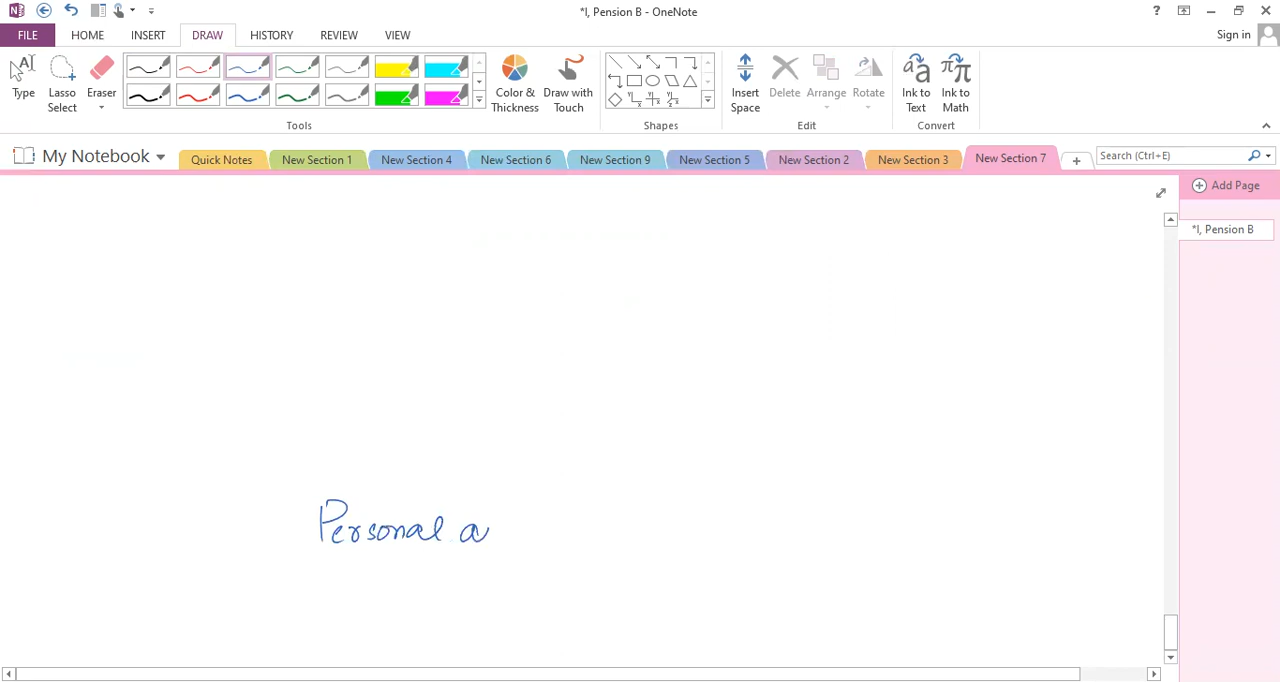 *I, Pension B - OneNote
?
FILE
HOME
INSERT
DRAW
HISTORY
REVIEW
VIEW
Sign in
Type
Lasso Select
Eraser
Color & Thickness
Draw with Touch
Insert Space
Delete
Arrange
Rotate
Ink to Text
Ink to Math
Tools
Shapes
Edit
Convert
My Notebook
Quick Notes
New Section 1
New Section 4
New Section 6
New Section 9
New Section 5
New Section 2
New Section 3
New Section 7
Search (Ctrl+E)
Add Page
*I, Pension B
Personal a